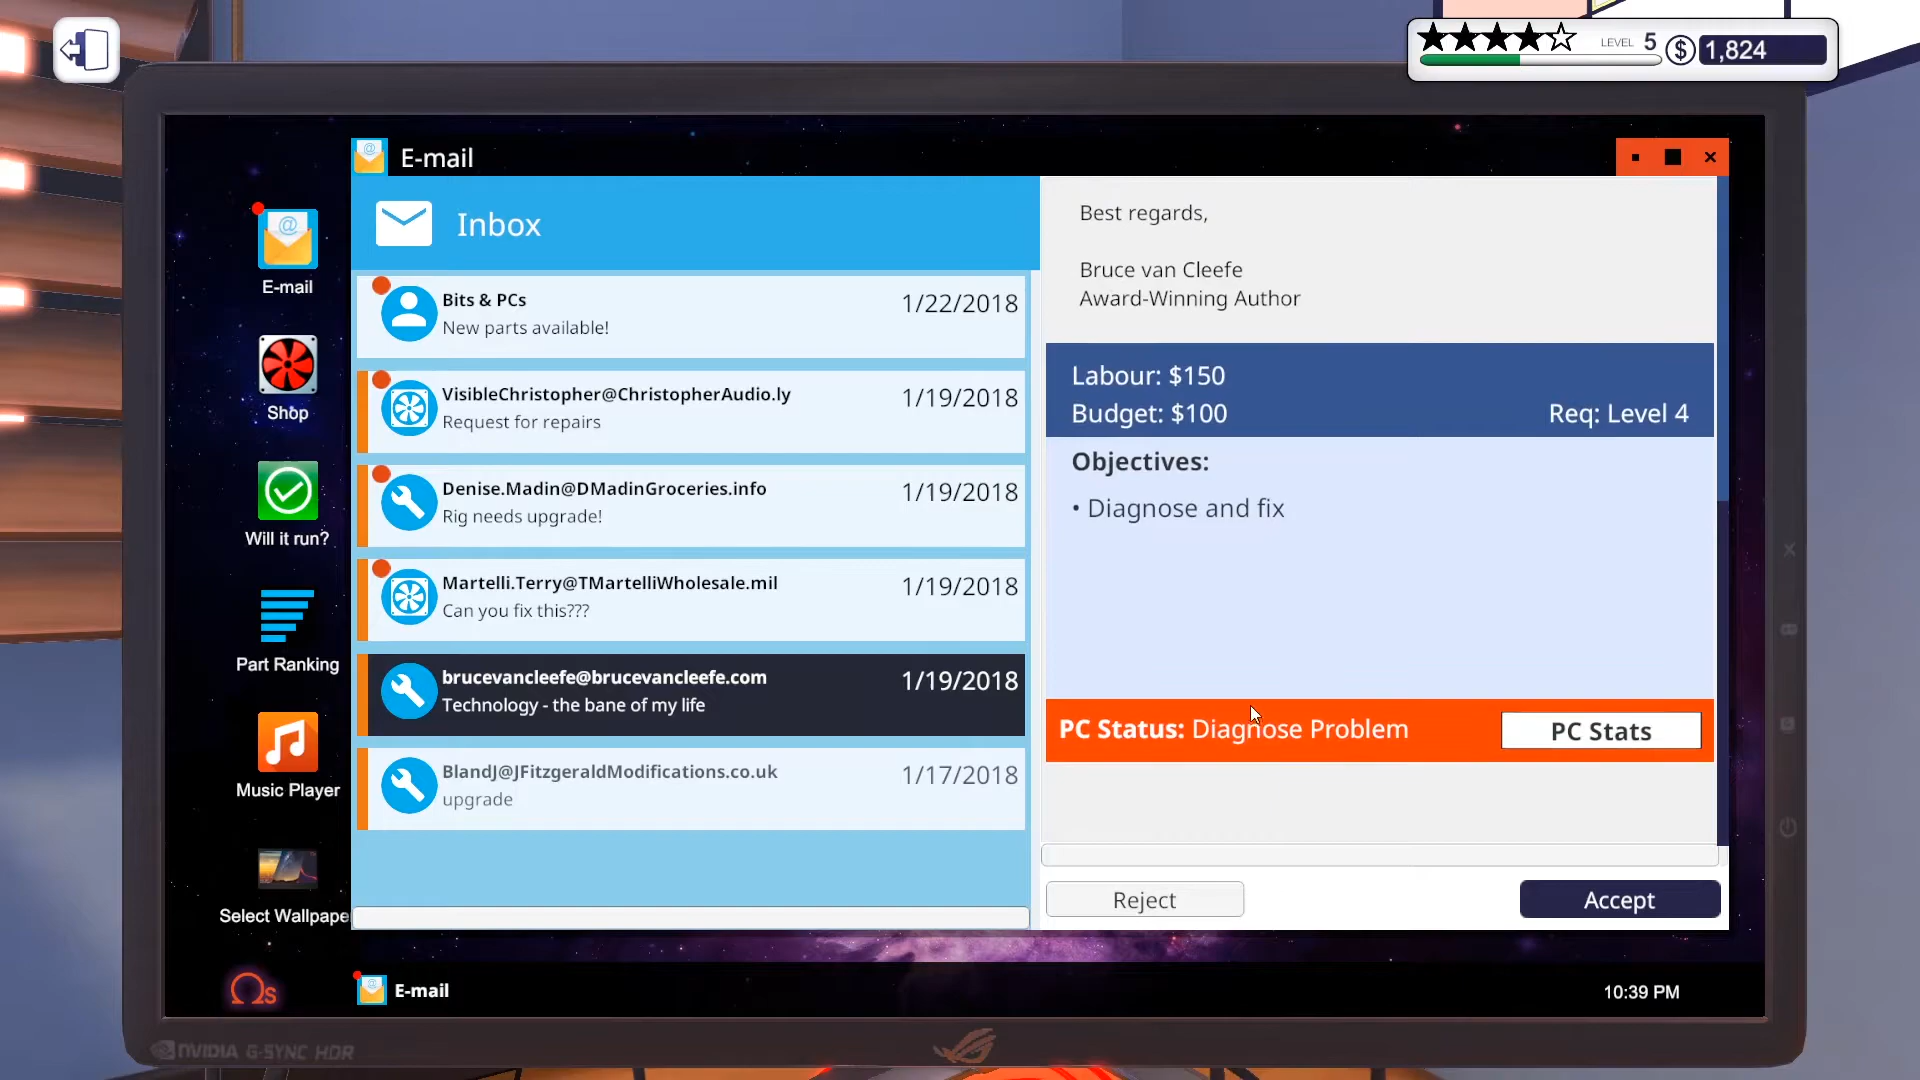 LEVEL 5
$ 1,824
E-mail
Inbox
Bits & PCs
1/22/2018
New parts available!
VisibleChristopher@ChristopherAudio.ly
1/19/2018
Request for repairs
Denise.Madin@DMadinGroceries.info
1/19/2018
Rig needs upgrade!
Martelli.Terry@TMartelliWholesale.mil
1/19/2018
Can you fix this???
brucevancleefe@brucevancleefe.com
1/19/2018
Technology - the bane of my life
BlandJ@JFitzgeraldModifications.co.uk
1/17/2018
upgrade
Best regards,
Bruce van Cleefe
Award-Winning Author
Labour: $150
Budget: $100
Req: Level 4
Objectives:
• Diagnose and fix
PC Status: Diagnose Problem
PC Stats
Reject
Accept
E-mail
Shop
Will it run?
Part Ranking
Music Player
Select Wallpape
Ωs
E-mail
10:39 PM
NVIDIA G-SYNC HDR